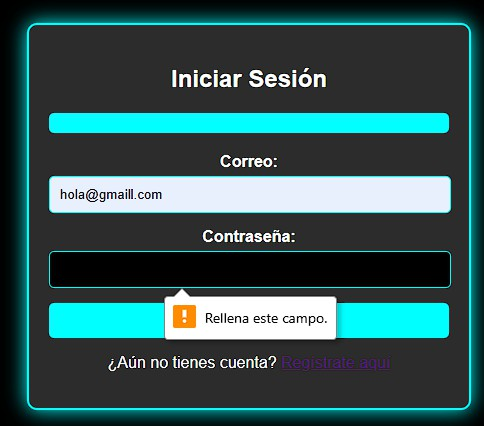 Iniciar Sesión
Correo:
hola@gmaill.com
Contraseña:
Rellena este campo.
¿Aún no tienes cuenta? Regístrate aquí